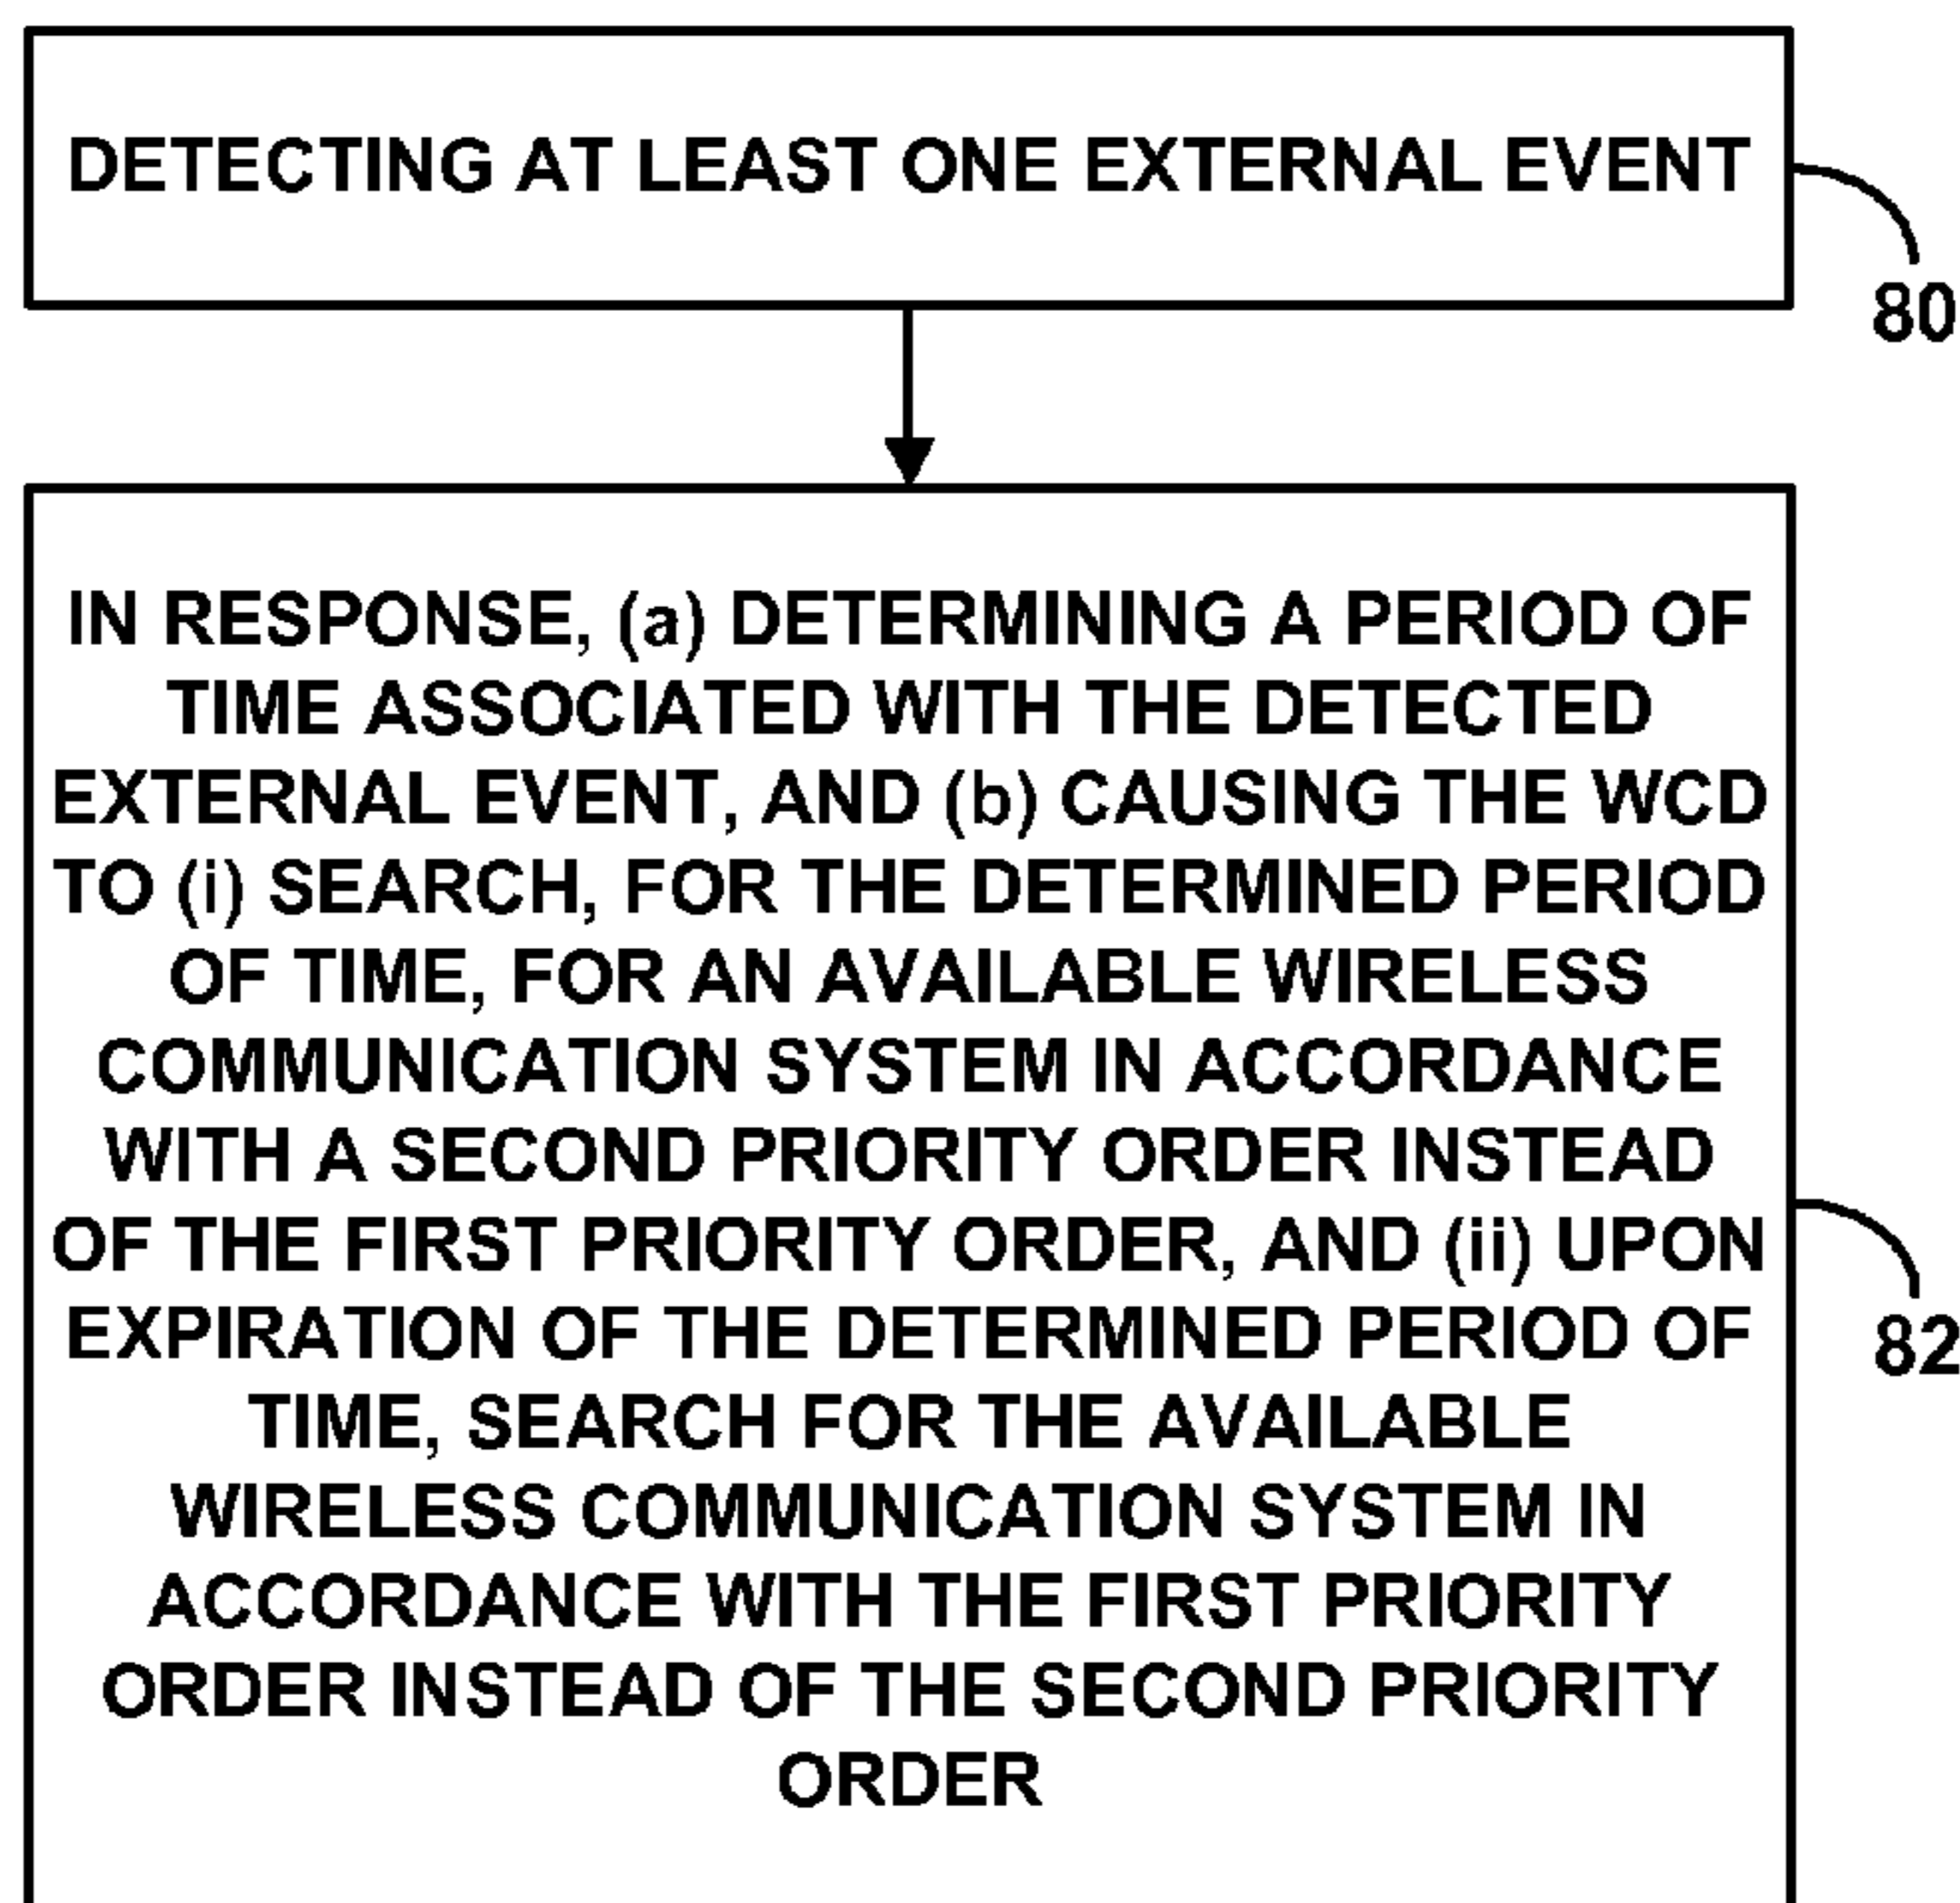 DETECTING AT LEAST ONE EXTERNAL EVENT
80
IN RESPONSE, (a) DETERMINING A PERIOD OF
TIME ASSOCIATED WITH THE DETECTED
EXTERNAL EVENT, AND (b) CAUSING THE WCD
TO (i) SEARCH, FOR THE DETERMINED PERIOD
OF TIME, FOR AN AVAILABLE WIRELESS
COMMUNICATION SYSTEM IN ACCORDANCE
WITH A SECOND PRIORITY ORDER INSTEAD
OF THE FIRST PRIORITY ORDER, AND (ii) UPON
EXPIRATION OF THE DETERMINED PERIOD OF
TIME, SEARCH FOR THE AVAILABLE
WIRELESS COMMUNICATION SYSTEM IN
ACCORDANCE WITH THE FIRST PRIORITY
ORDER INSTEAD OF THE SECOND PRIORITY
ORDER
82